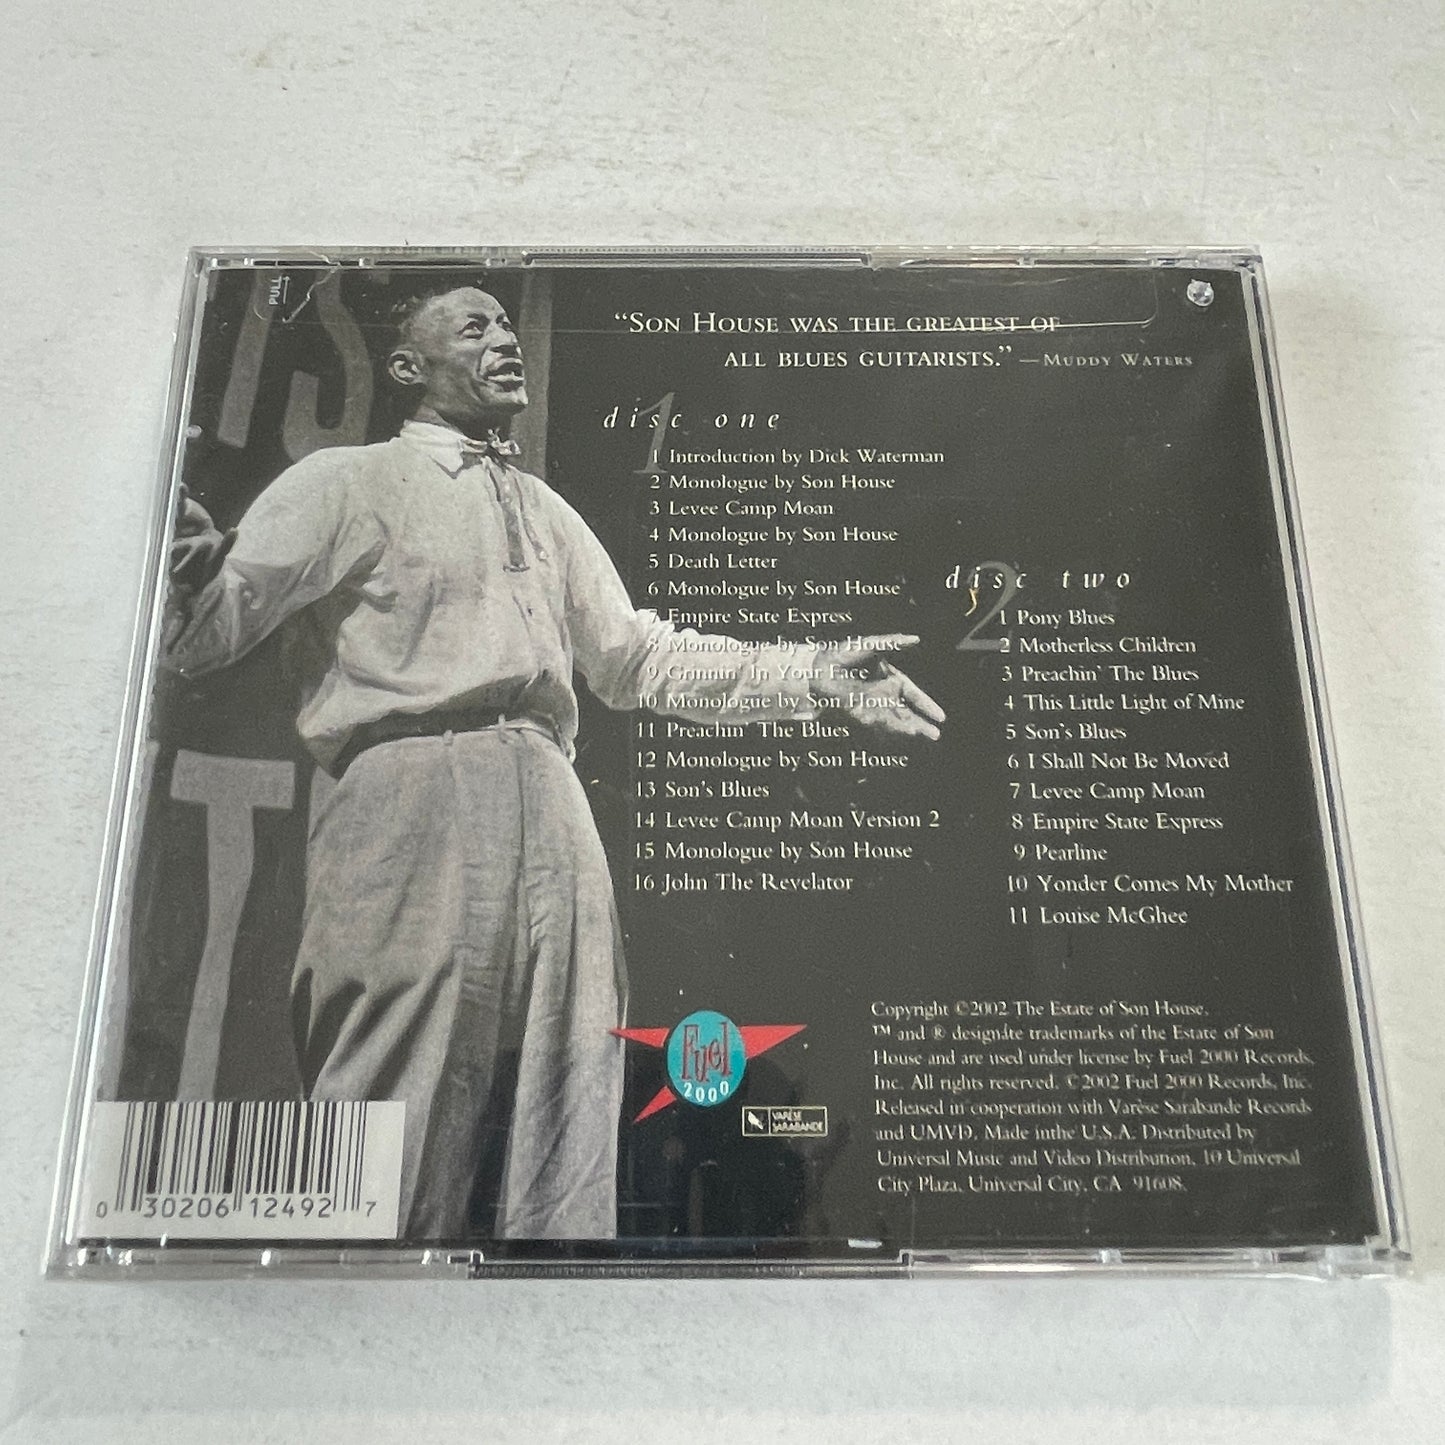 PULL
"SON HOUSE WAS THE GREATEST OF
ALL BLUES GUITARISTS." — MUDDY WATERS
1
disc one
1 Introduction by Dick Waterman
2 Monologue by Son House
3 Levee Camp Moan
4 Monologue by Son House
5 Death Letter
6 Monologue by Son House
7 Empire State Express
8 Monologue by Son House
9 Grinnin' In Your Face
10 Monologue by Son House
11 Preachin' The Blues
12 Monologue by Son House
13 Son's Blues
14 Levee Camp Moan Version 2
15 Monologue by Son House
16 John The Revelator
2
disc two
1 Pony Blues
2 Motherless Children
3 Preachin' The Blues
4 This Little Light of Mine
5 Son's Blues
6 I Shall Not Be Moved
7 Levee Camp Moan
8 Empire State Express
9 Pearline
10 Yonder Comes My Mother
11 Louise McGhee
Fuel
2000
VARÈSE
SARABANDE
Copyright ©2002 The Estate of Son House.
™ and ® designate trademarks of the Estate of Son
House and are used under license by Fuel 2000 Records,
Inc. All rights reserved. ©2002 Fuel 2000 Records, Inc.
Released in cooperation with Varèse Sarabande Records
and UMVD. Made inthe U.S.A. Distributed by
Universal Music and Video Distribution, 10 Universal
City Plaza, Universal City, CA 91608.
0 30206 12492 7